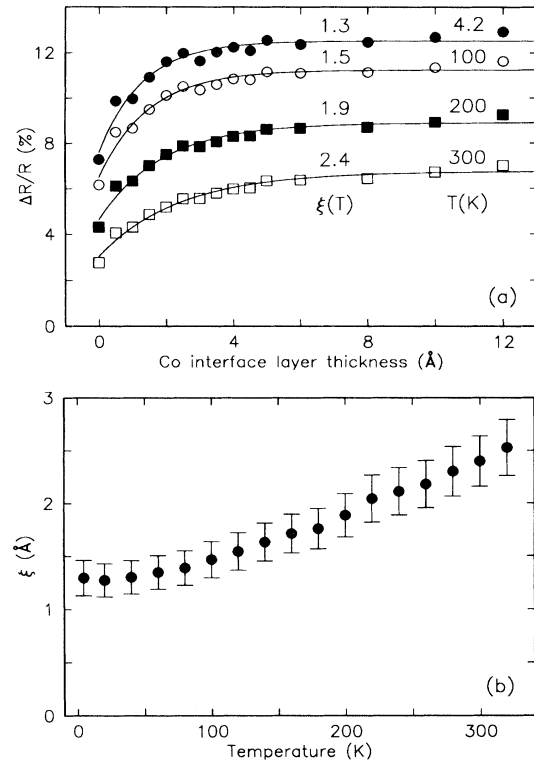 12
8
4
0
ΔR/R (%)
1.3 4.2
1.5 100
1.9 200
2.4 300
ξ(T) T(K)
(a)
0 4 8 12
Co interface layer thickness (Å)
3
2
1
0
ξ (Å)
(b)
0 100 200 300
Temperature (K)